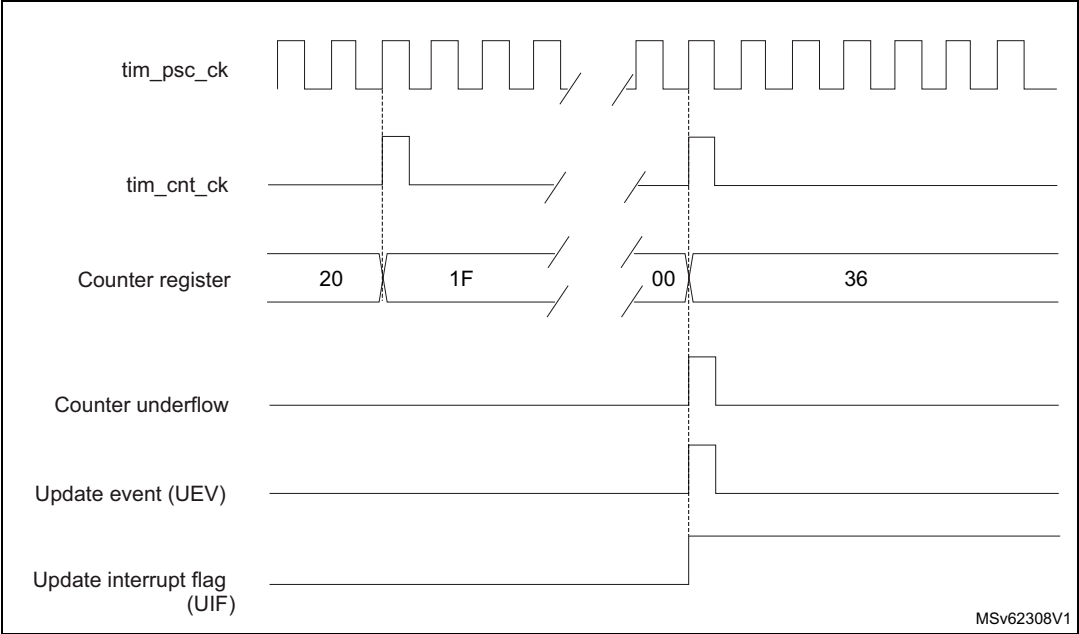 tim_psc_ck
tim_cnt_ck
Counter register
20
1F
00
36
Counter underflow
Update event (UEV)
Update interrupt flag
(UIF)
MSv62308V1